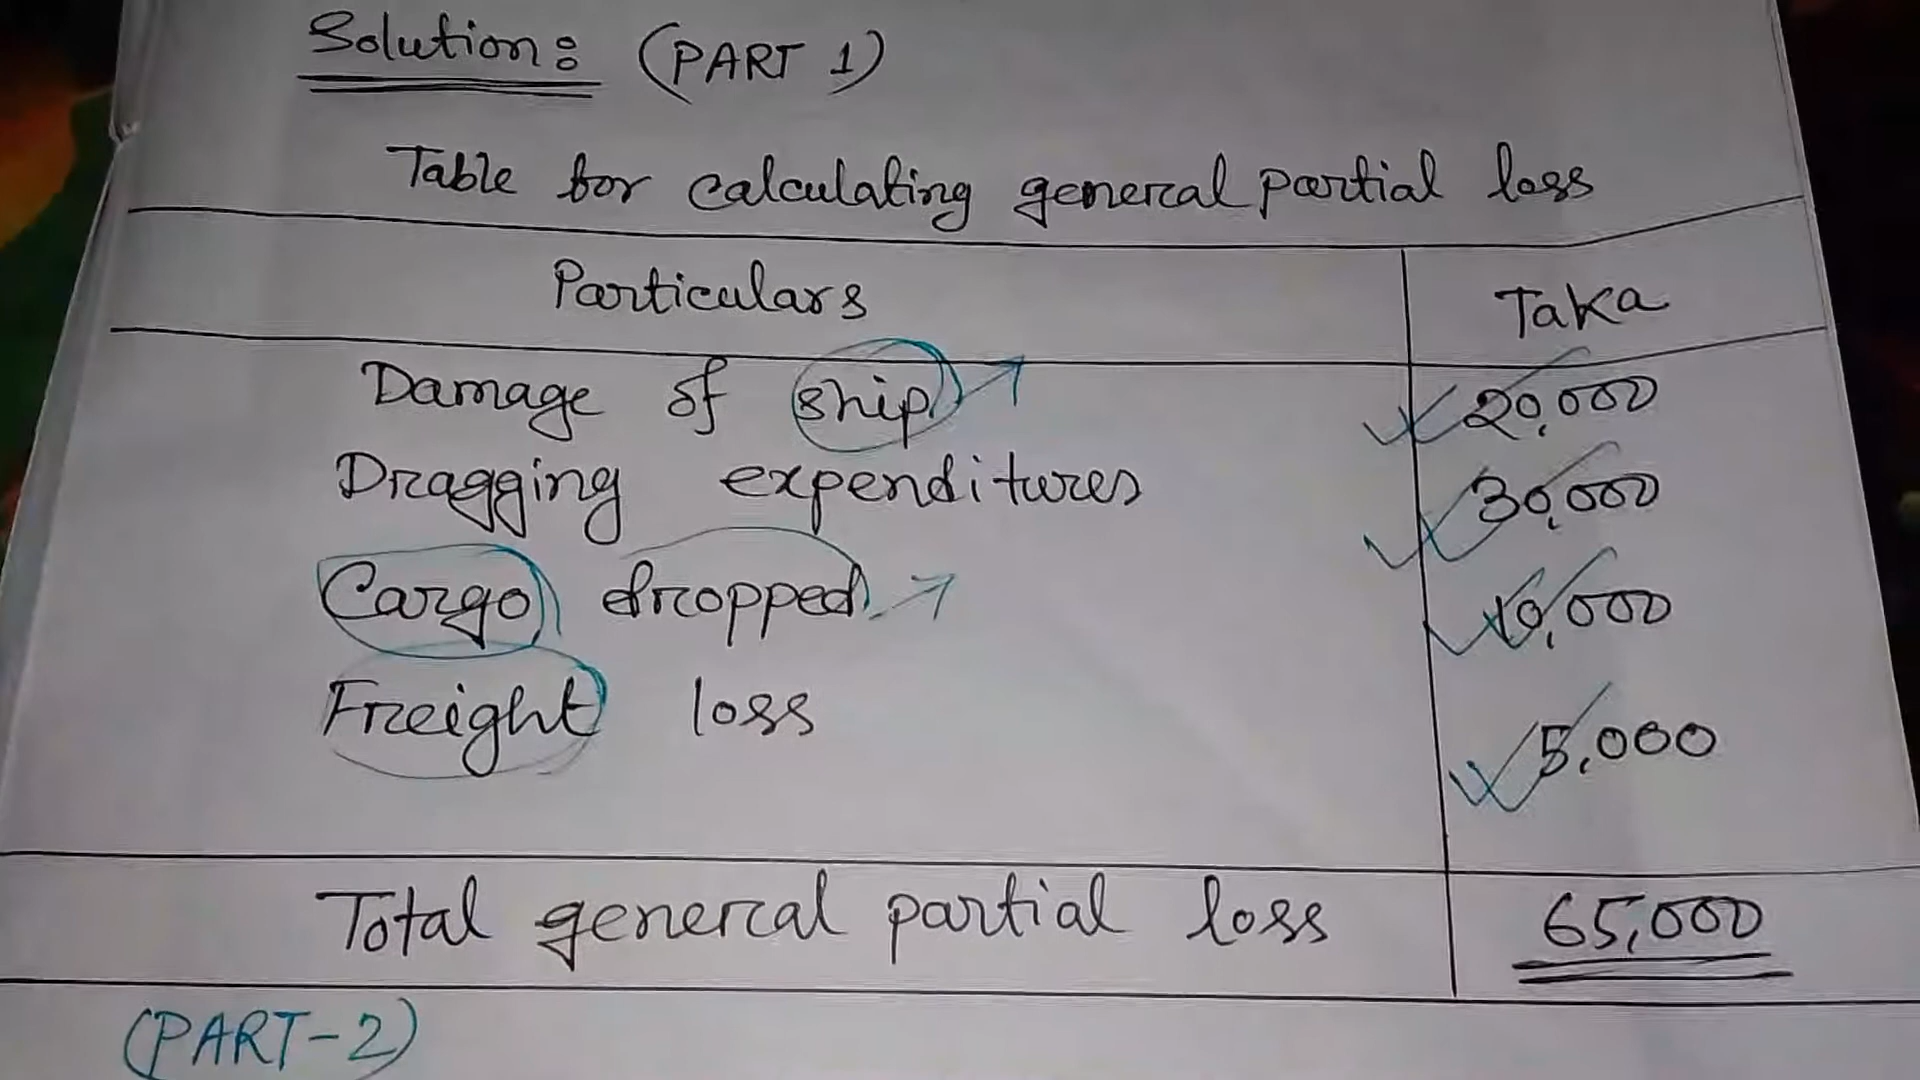 Solution: (PART 1)
Table for calculating general partial loss
Particulars Taka
Damage of ship 20,000
Dragging expenditures 30,000
Cargo dropped 10,000
Freight loss 5,000
Total general partial loss 65,000
(PART-2)